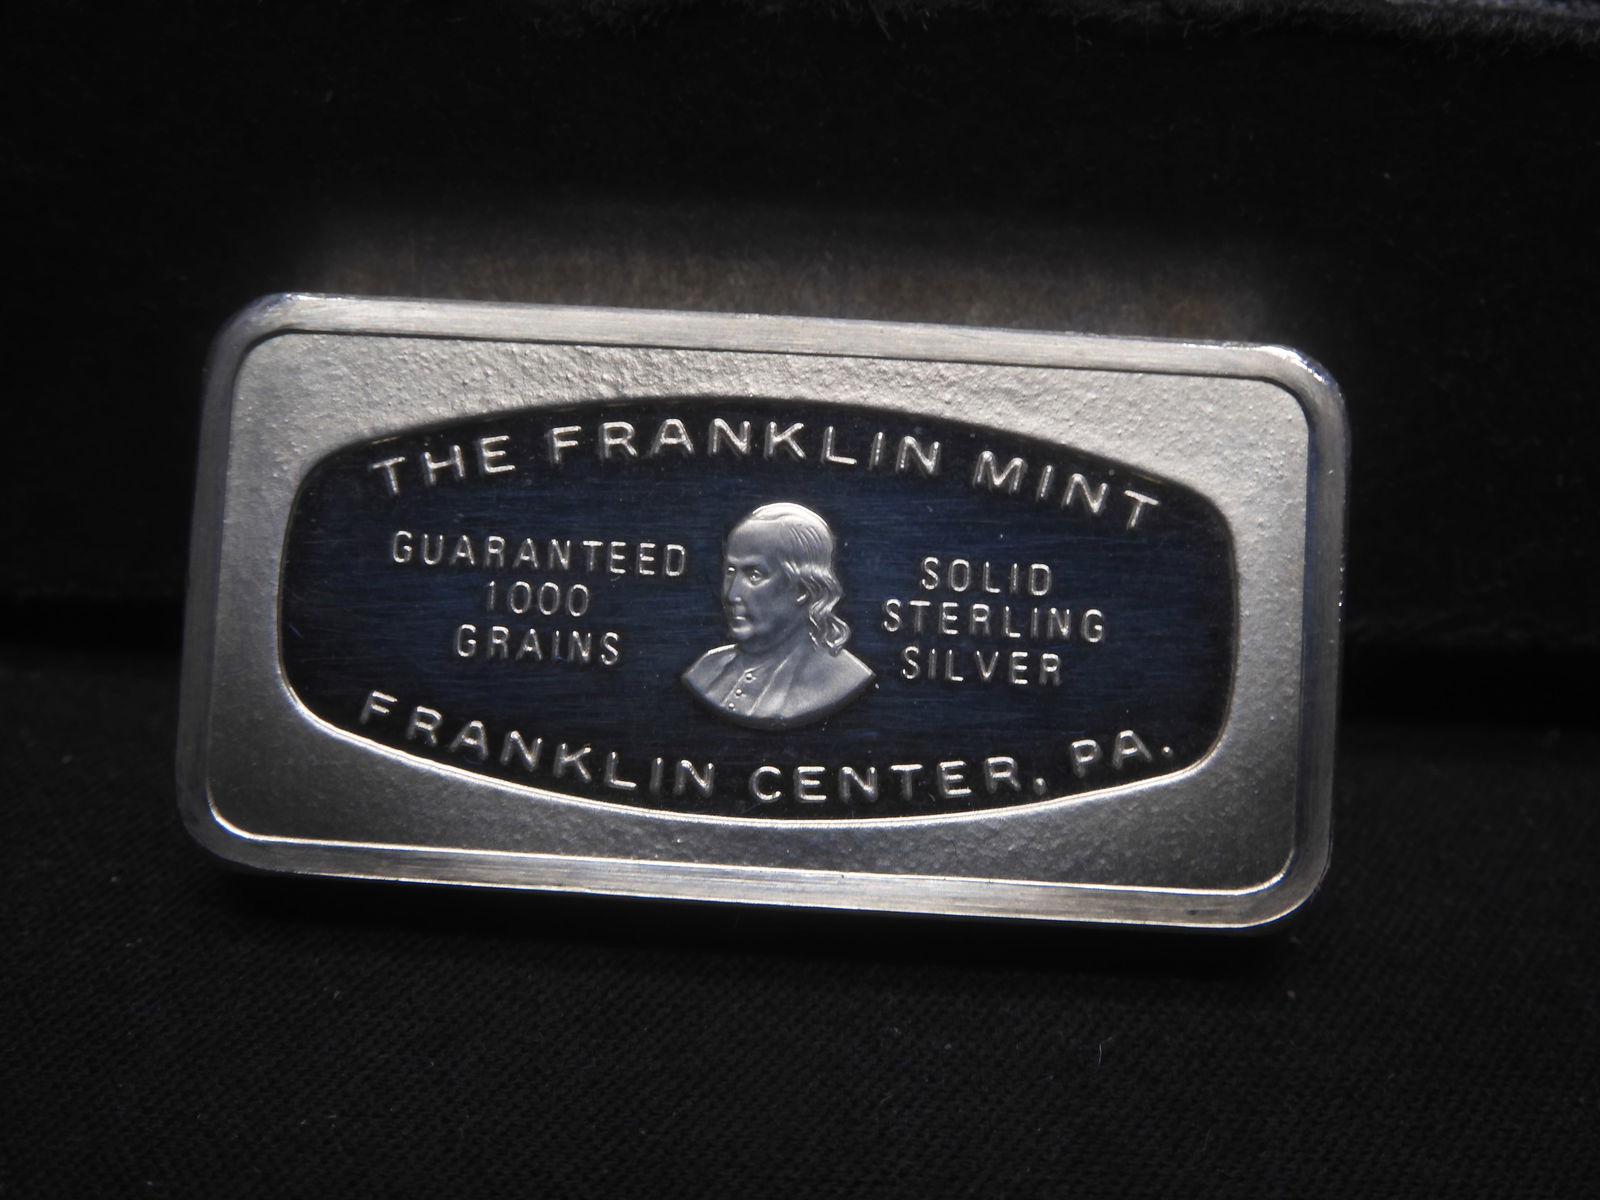 THE FRANKLIN MINT
GUARANTEED
1000
GRAINS
SOLID
STERLING
SILVER
FRANKLIN CENTER, PA.